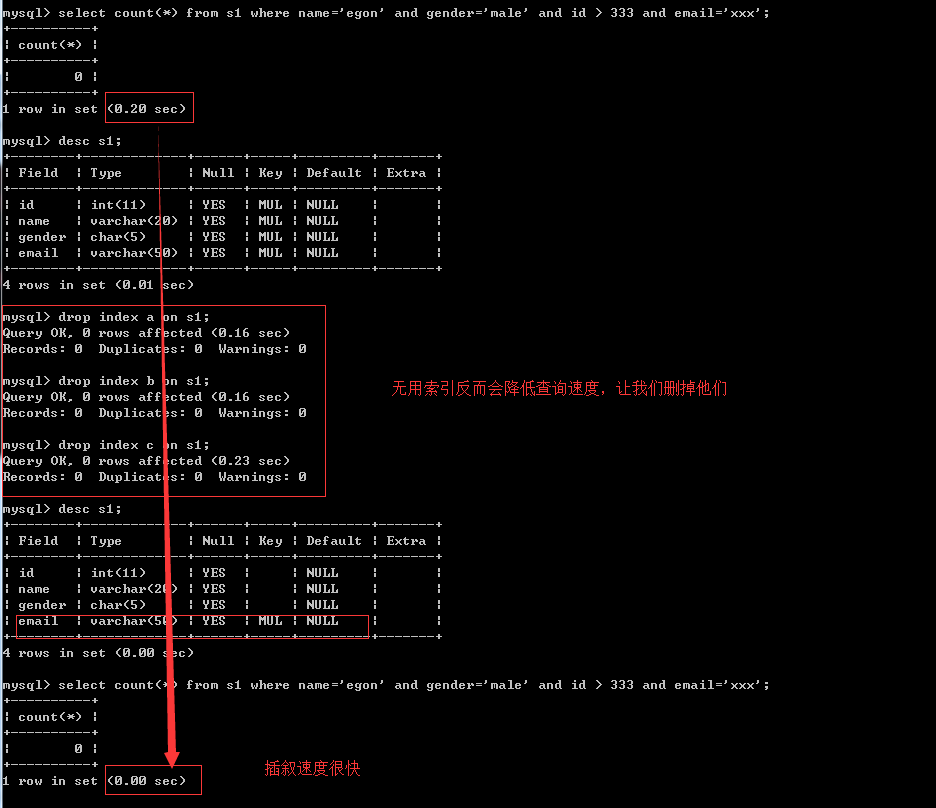 mysql> select count(*) from s1 where name='egon' and gender='male' and id > 333 and email='xxx';
+----------+
| count(*) |
+----------+
|        0 |
+----------+
1 row in set (0.20 sec)
mysql> desc s1;
+--------+-------------+------+-----+---------+-------+
| Field  | Type        | Null | Key | Default | Extra |
+--------+-------------+------+-----+---------+-------+
| id     | int(11)     | YES  | MUL | NULL    |       |
| name   | varchar(20) | YES  | MUL | NULL    |       |
| gender | char(5)     | YES  | MUL | NULL    |       |
| email  | varchar(50) | YES  | MUL | NULL    |       |
+--------+-------------+------+-----+---------+-------+
4 rows in set (0.01 sec)
mysql> drop index a on s1;
Query OK, 0 rows affected (0.16 sec)
Records: 0  Duplicates: 0  Warnings: 0
mysql> drop index b on s1;
Query OK, 0 rows affected (0.16 sec)
无用索引反而会降低查询速度，让我们删掉他们
Records: 0  Duplicates: 0  Warnings: 0
mysql> drop index c on s1;
Query OK, 0 rows affected (0.23 sec)
Records: 0  Duplicates: 0  Warnings: 0
mysql> desc s1;
+--------+-------------+------+-----+---------+-------+
| Field  | Type        | Null | Key | Default | Extra |
+--------+-------------+------+-----+---------+-------+
| id     | int(11)     | YES  |     | NULL    |       |
| name   | varchar(20) | YES  |     | NULL    |       |
| gender | char(5)     | YES  |     | NULL    |       |
| email  | varchar(50) | YES  | MUL | NULL    |       |
+--------+-------------+------+-----+---------+-------+
4 rows in set (0.00 sec)
mysql> select count(*) from s1 where name='egon' and gender='male' and id > 333 and email='xxx';
+----------+
| count(*) |
+----------+
|        0 |
+----------+
插叙速度很快
1 row in set (0.00 sec)